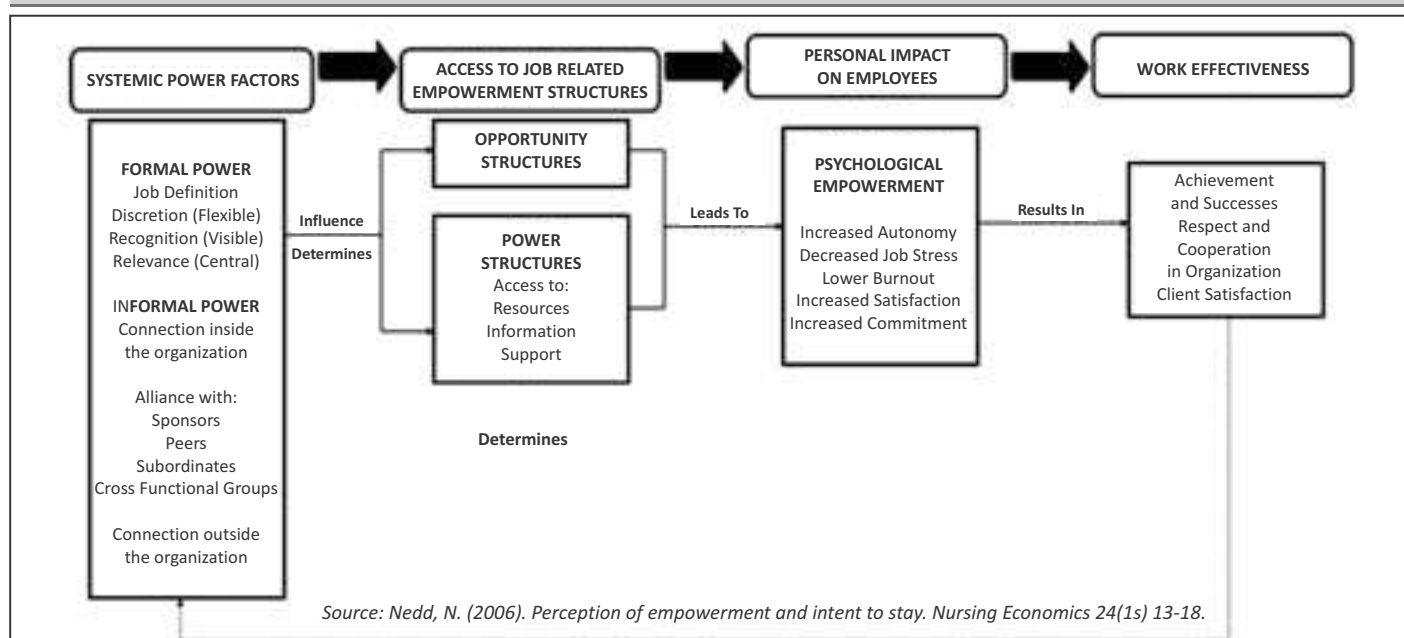 SYSTEMIC POWER FACTORS
ACCESS TO JOB RELATED
EMPOWERMENT STRUCTURES
PERSONAL IMPACT
ON EMPLOYEES
WORK EFFECTIVENESS
FORMAL POWER
Job Definition
Discretion (Flexible)
Recognition (Visible)
Relevance (Central)
INFORMAL POWER
Connection inside
the organization
Alliance with:
Sponsors
Peers
Subordinates
Cross Functional Groups
Connection outside
the organization
Influence
Determines
OPPORTUNITY
STRUCTURES
POWER
STRUCTURES
Access to:
Resources
Information
Support
Determines
Leads To
PSYCHOLOGICAL
EMPOWERMENT
Increased Autonomy
Decreased Job Stress
Lower Burnout
Increased Satisfaction
Increased Commitment
Results In
Achievement
and Successes
Respect and
Cooperation
in Organization
Client Satisfaction
Source: Nedd, N. (2006). Perception of empowerment and intent to stay. Nursing Economics 24(1s) 13-18.